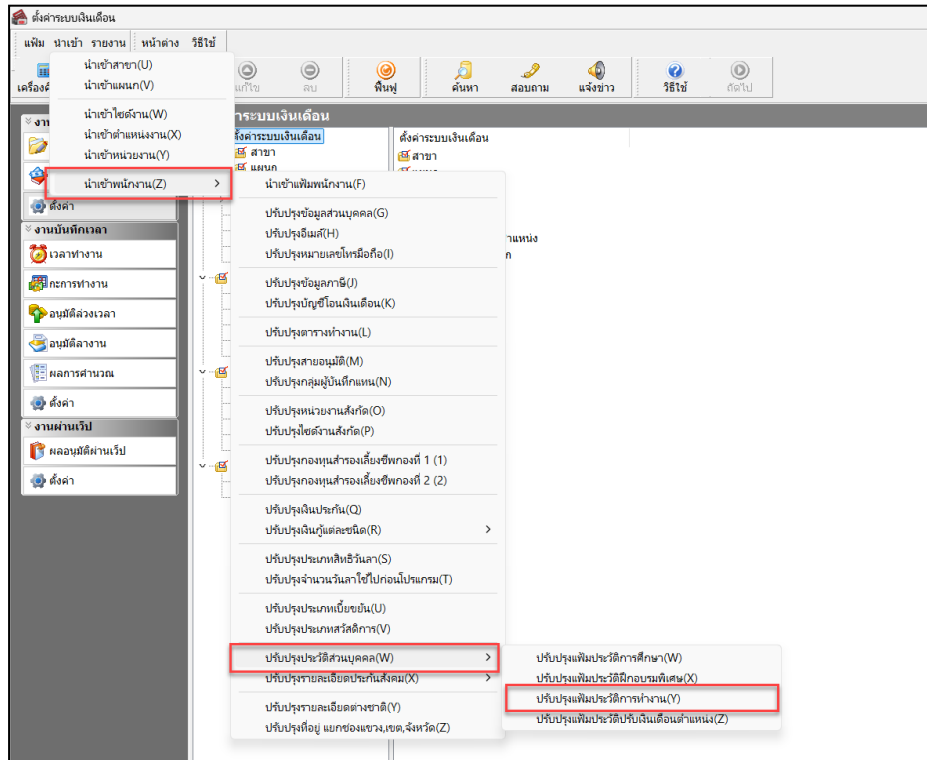 ตั้งค่าระบบเงินเดือน
แฟ้ม นำเข้า รายงาน หน้าต่าง วิธีใช้
แก้ไข ลบ ฟื้นฟู ค้นหา สอบถาม แจ้งข่าว วิธีใช้ ถัดไป
นำเข้าสาขา(U)
นำเข้าแผนก(V)
นำเข้าไซต์งาน(W)
นำเข้าตำแหน่งงาน(X)
นำเข้าหน่วยงาน(Y)
นำเข้าพนักงาน(Z)
ตั้งค่า
งานบันทึกเวลา
เวลาทำงาน
กะการทำงาน
อนุมัติล่วงเวลา
อนุมัติลางาน
ผลการคำนวณ
ตั้งค่า
งานผ่านเว็ป
ผลอนุมัติผ่านเว็ป
ตั้งค่า
ตั้งค่าระบบเงินเดือน
สาขา
แผนก
ตั้งค่าระบบเงินเดือน
สาขา
นำเข้าแฟ้มพนักงาน(F)
ปรับปรุงข้อมูลส่วนบุคคล(G)
ปรับปรุงอีเมล์(H)
ปรับปรุงหมายเลขโทรมือถือ(I)
ปรับปรุงข้อมูลภาษี(J)
ปรับปรุงบัญชีโอนเงินเดือน(K)
ปรับปรุงตารางทำงาน(L)
ปรับปรุงสายอนุมัติ(M)
ปรับปรุงกลุ่มผู้บันทึกแทน(N)
ปรับปรุงหน่วยงานสังกัด(O)
ปรับปรุงไซต์งานสังกัด(P)
ปรับปรุงกองทุนสำรองเลี้ยงชีพกองที่ 1 (1)
ปรับปรุงกองทุนสำรองเลี้ยงชีพกองที่ 2 (2)
ปรับปรุงเงินประกัน(Q)
ปรับปรุงเงินกู้แต่ละชนิด(R)
ปรับปรุงประเภทสิทธิวันลา(S)
ปรับปรุงจำนวนวันลาใช้ไปก่อนโปรแกรม(T)
ปรับปรุงประเภทเบี้ยขยัน(U)
ปรับปรุงประเภทสวัสดิการ(V)
ปรับปรุงประวัติส่วนบุคคล(W)
ปรับปรุงรายละเอียดประกันสังคม(X)
ปรับปรุงรายละเอียดต่างชาติ(Y)
ปรับปรุงที่อยู่ แยกช่องแขวง,เขต,จังหวัด(Z)
ปรับปรุงแฟ้มประวัติการศึกษา(W)
ปรับปรุงแฟ้มประวัติฝึกอบรมพิเศษ(X)
ปรับปรุงแฟ้มประวัติการทำงาน(Y)
ปรับปรุงแฟ้มประวัติปรับเงินเดือนตำแหน่ง(Z)